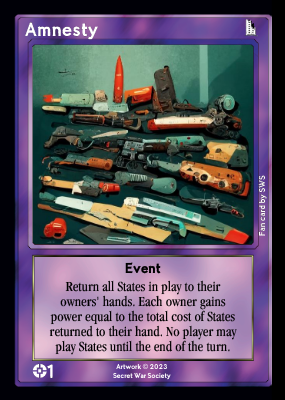 Amnesty
Fan card by SWS
Event
Return all States in play to their
owners' hands. Each owner gains
power equal to the total cost of States
returned to their hand. No player may
play States until the end of the turn.
1
Artwork © 2023
Secret War Society